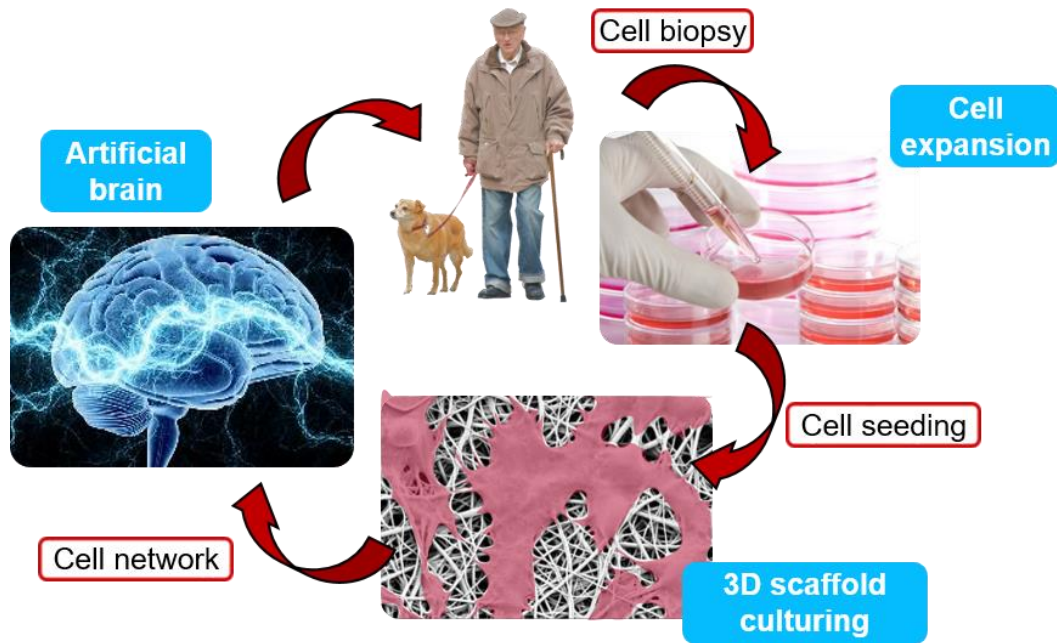 Cell biopsy
Cell
expansion
Artificial
brain
Cell seeding
Cell network
3D scaffold
culturing